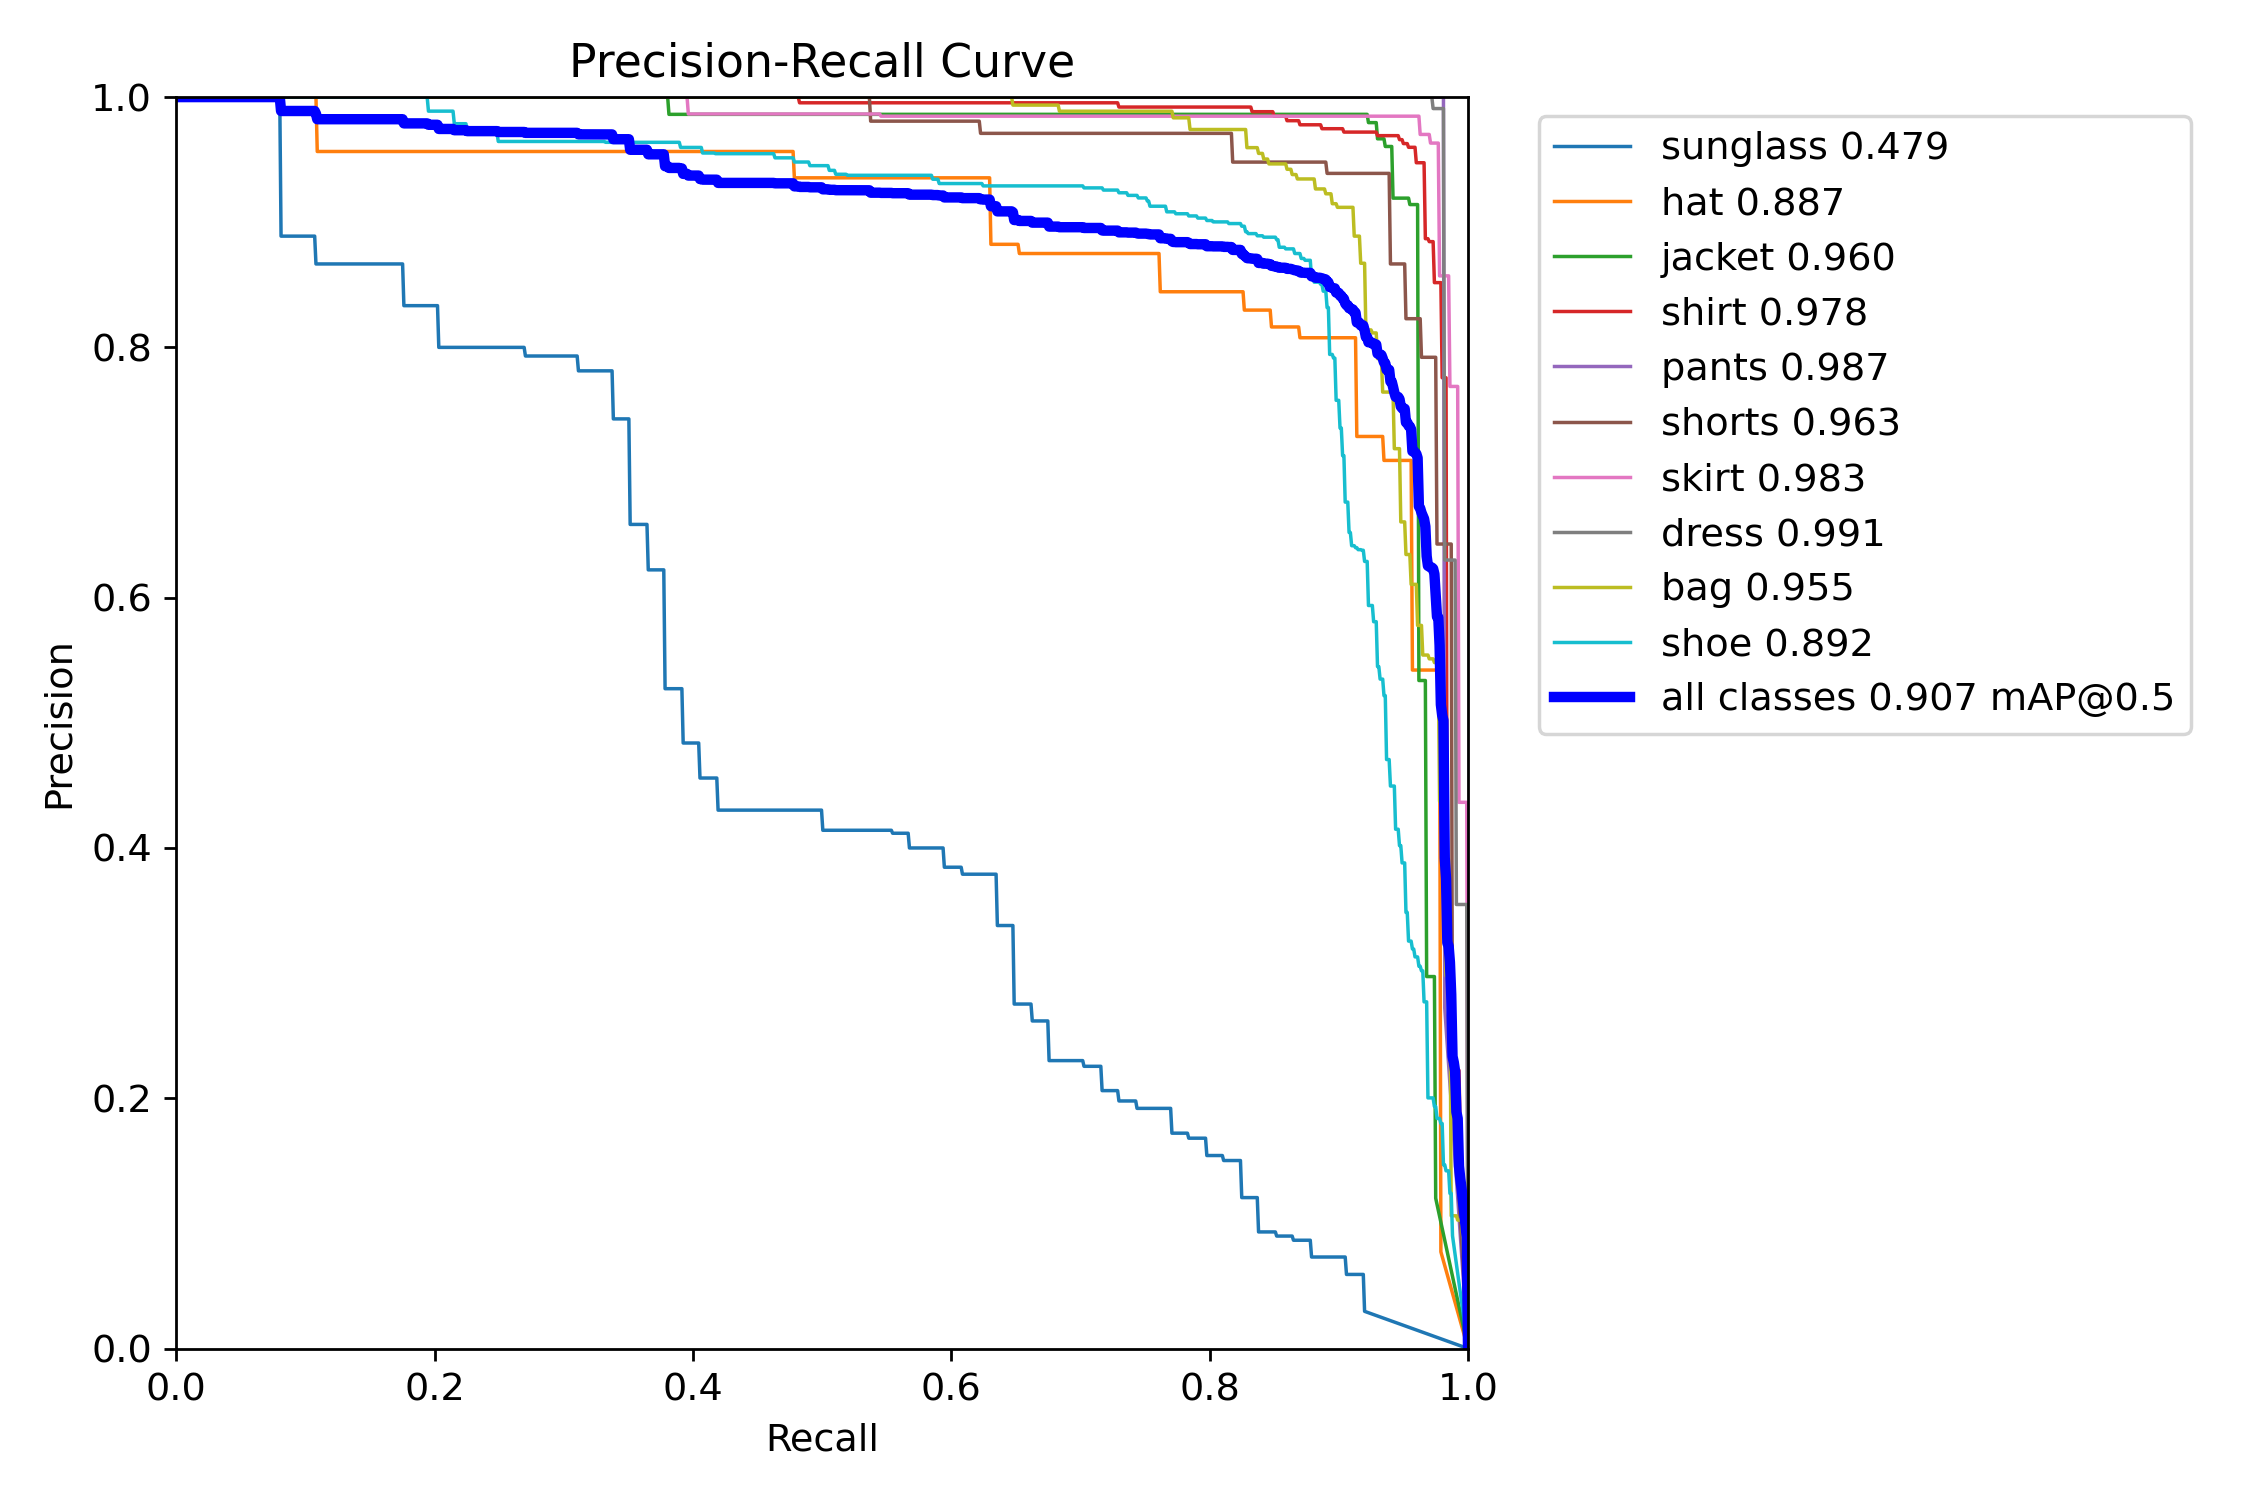 Precision-Recall Curve
1.0
0.8
0.6
0.4
0.2
0.0
Precision
0.0 0.2 0.4 0.6 0.8 1.0
Recall
sunglass 0.479
hat 0.887
jacket 0.960
shirt 0.978
pants 0.987
shorts 0.963
skirt 0.983
dress 0.991
bag 0.955
shoe 0.892
all classes 0.907 mAP@0.5